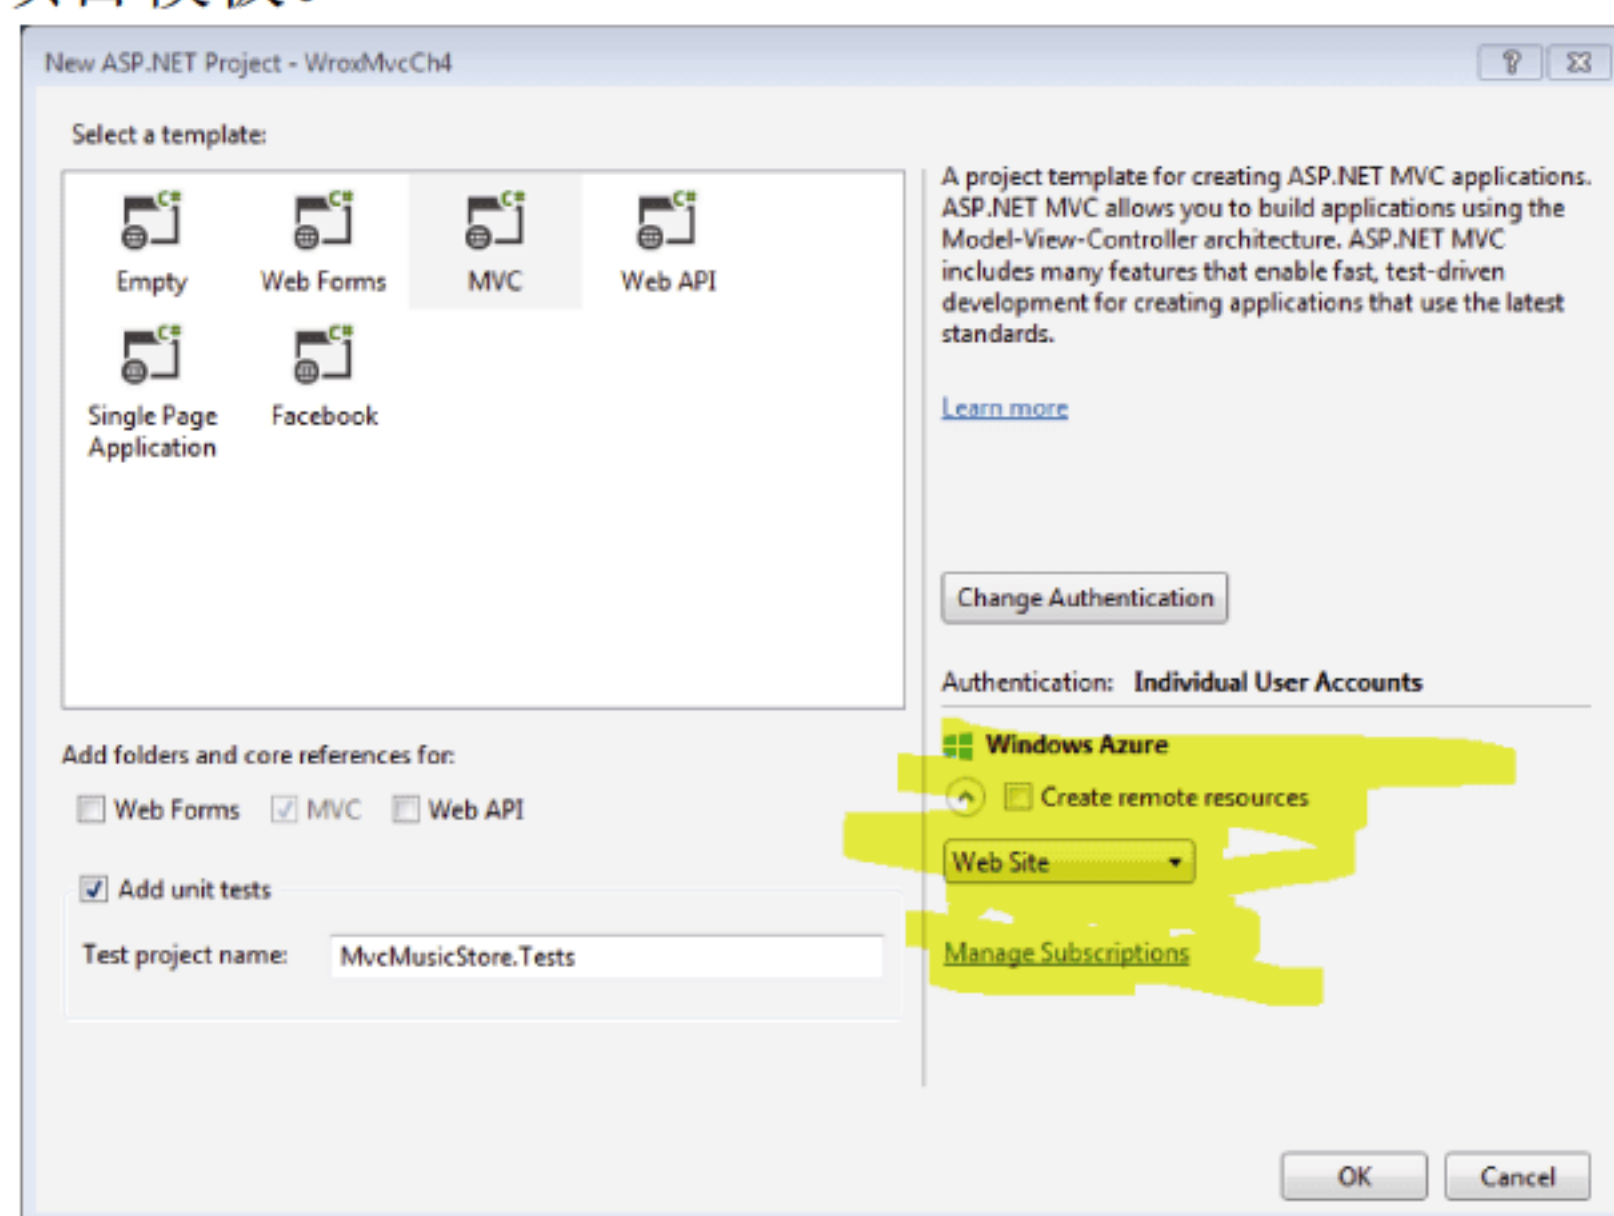 New ASP.NET Project - WroxMvcCh4
Select a template:
Empty
Web Forms
MVC
Web API
Single Page
Application
Facebook
A project template for creating ASP.NET MVC applications.
ASP.NET MVC allows you to build applications using the
Model-View-Controller architecture. ASP.NET MVC
includes many features that enable fast, test-driven
development for creating applications that use the latest
standards.
Learn more
Change Authentication
Authentication: Individual User Accounts
Add folders and core references for:
Web Forms MVC Web API
Add unit tests
Test project name: MvcMusicStore.Tests
Windows Azure
Create remote resources
Web Site
Manage Subscriptions
OK Cancel